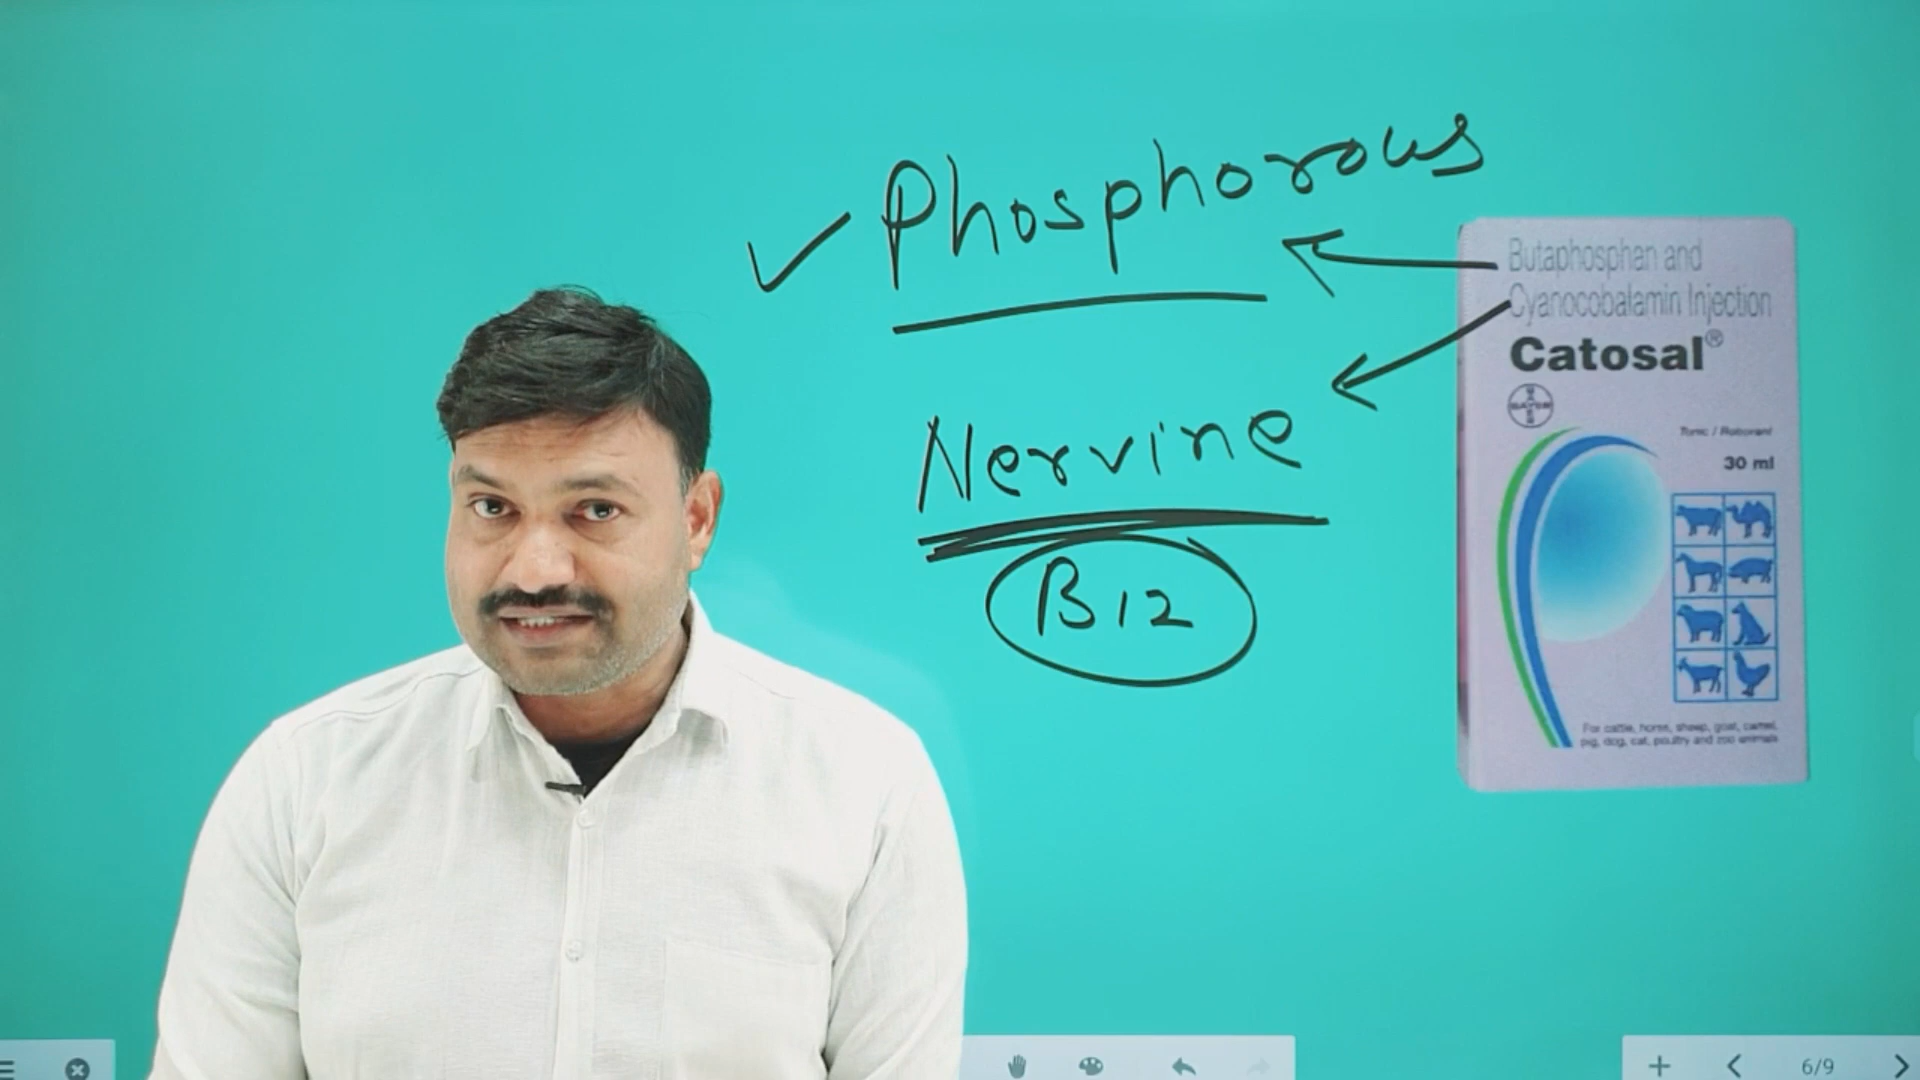 Phosphorous
Nervine
B12
Butaphosphan and
Cyanocobalamin Injection
Catosal®
BAYER
Tonic / Roborant
30 ml
For cattle, horse, sheep, goat, camel,
pig, dog, cat, poultry and zoo animals
6/9